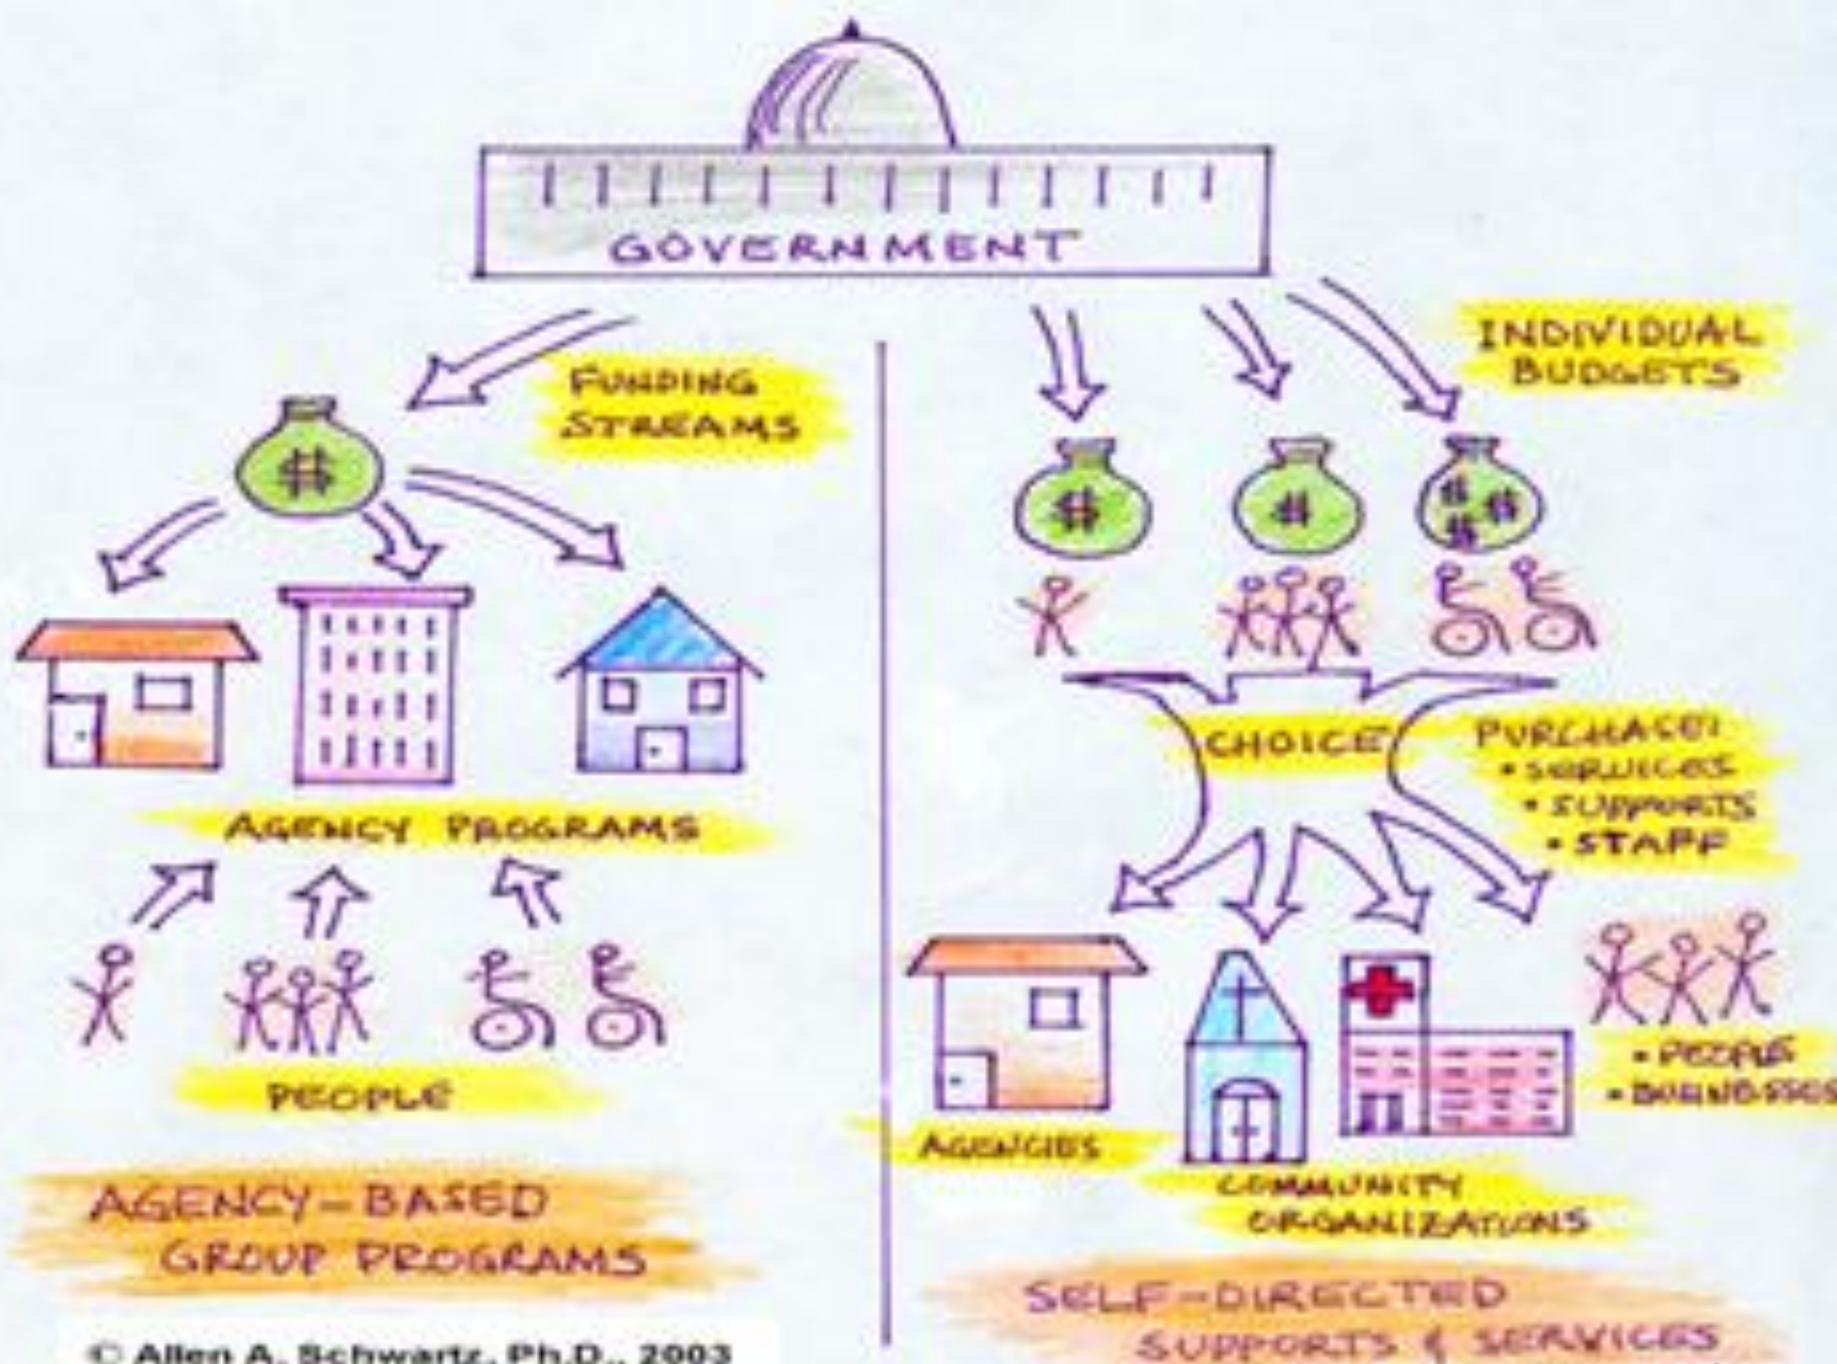 GOVERNMENT
FUNDING
STREAMS
$
AGENCY PROGRAMS
PEOPLE
AGENCY-BASED
GROUP PROGRAMS
© Allen A. Schwartz, Ph.D., 2003
INDIVIDUAL
BUDGETS
$
$
$ $
$
CHOICE
PURCHASE:
• SERVICES
• SUPPORTS
• STAFF
AGENCIES
COMMUNITY
ORGANIZATIONS
• PEOPLE
• BUSINESSES
SELF-DIRECTED
SUPPORTS & SERVICES